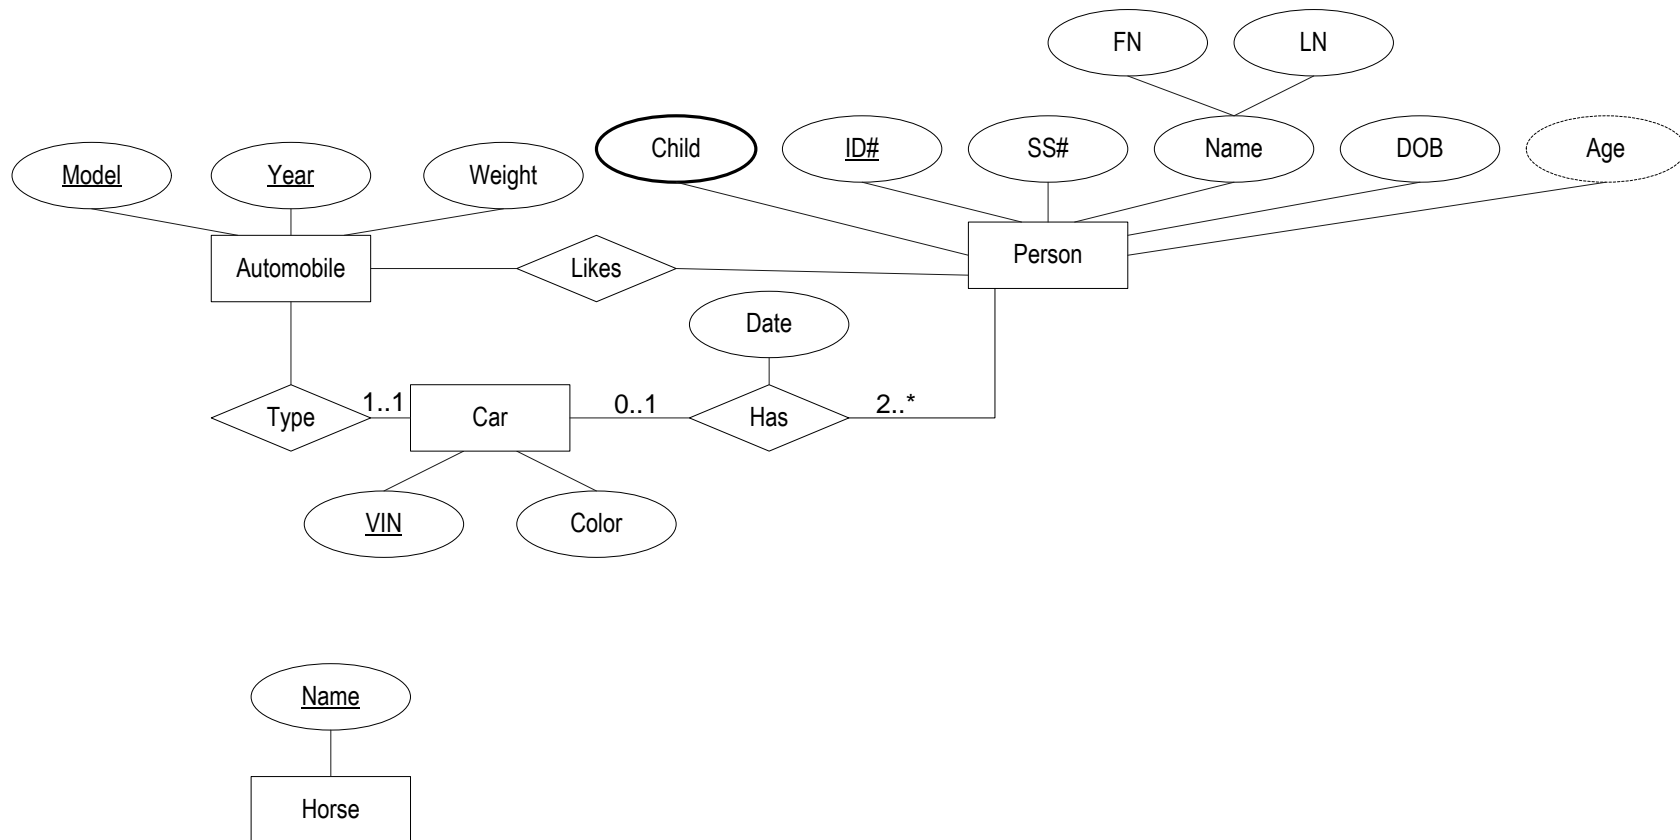 FN
LN
Child
ID#
SS#
Name
DOB
Age
Model
Year
Weight
Automobile
Likes
Person
Date
Type
1..1
Car
0..1
Has
2..*
VIN
Color
Name
Horse